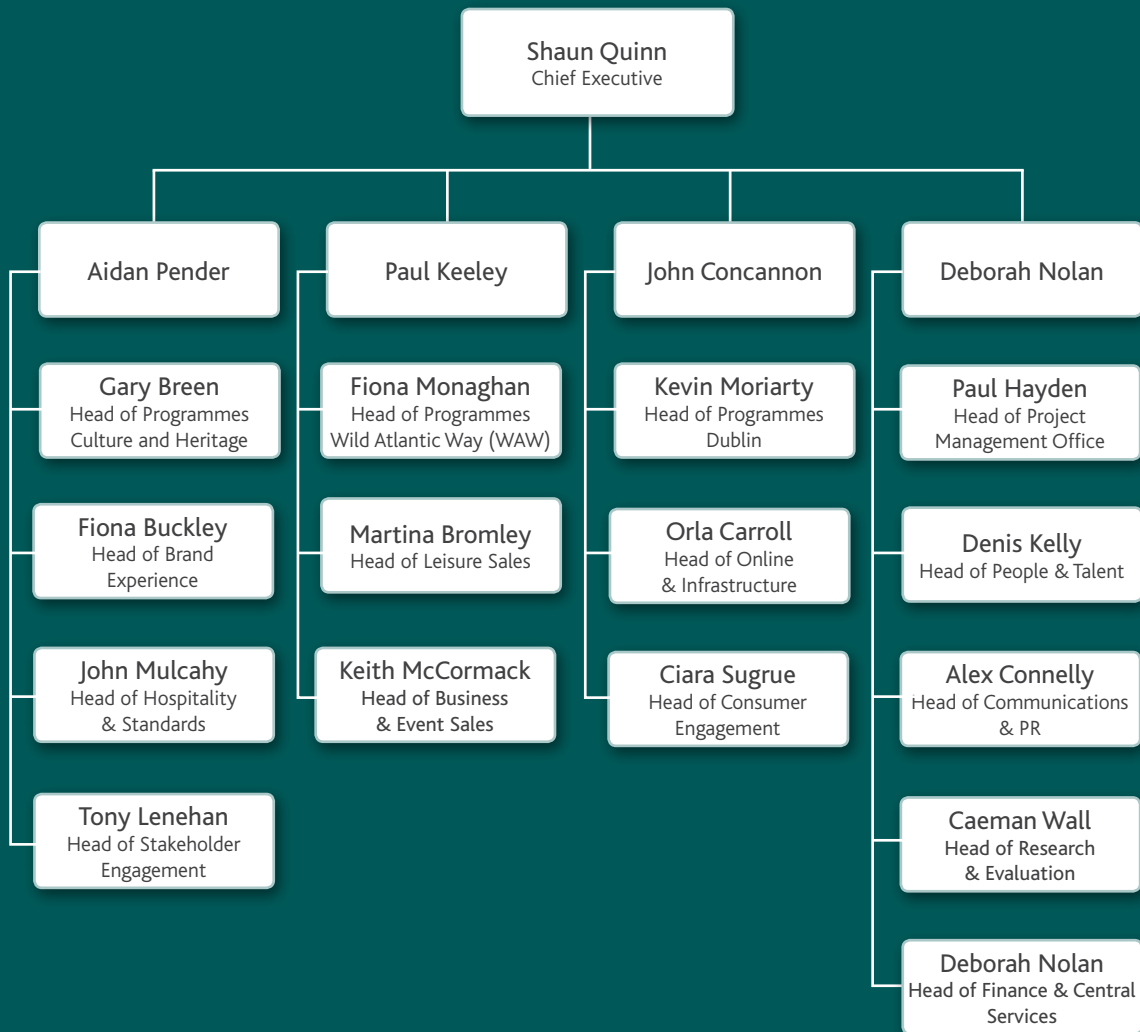 Shaun Quinn
Chief Executive
Aidan Pender
Paul Keeley
John Concannon
Deborah Nolan
Gary Breen
Head of Programmes
Culture and Heritage
Fiona Buckley
Head of Brand
Experience
John Mulcahy
Head of Hospitality
& Standards
Tony Lenehan
Head of Stakeholder
Engagement
Fiona Monaghan
Head of Programmes
Wild Atlantic Way (WAW)
Martina Bromley
Head of Leisure Sales
Keith McCormack
Head of Business
& Event Sales
Kevin Moriarty
Head of Programmes
Dublin
Orla Carroll
Head of Online
& Infrastructure
Ciara Sugrue
Head of Consumer
Engagement
Paul Hayden
Head of Project
Management Office
Denis Kelly
Head of People & Talent
Alex Connelly
Head of Communications
& PR
Caeman Wall
Head of Research
& Evaluation
Deborah Nolan
Head of Finance & Central
Services